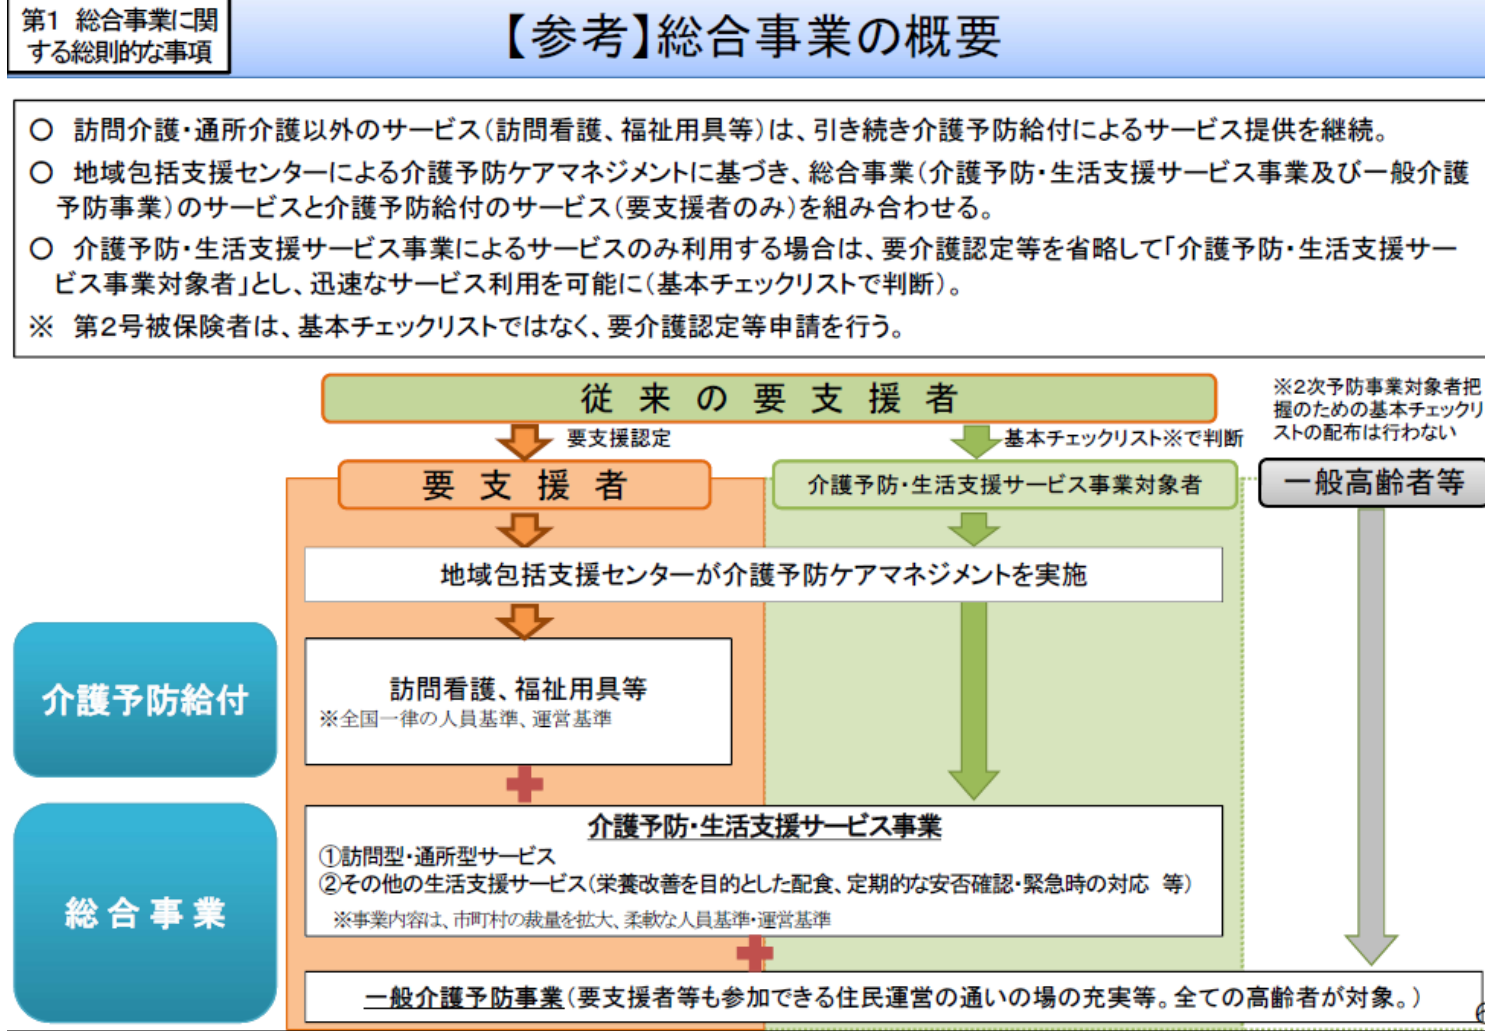 第1 総合事業に関
する総則的な事項
【参考】総合事業の概要
○ 訪問介護・通所介護以外のサービス(訪問看護、福祉用具等)は、引き続き介護予防給付によるサービス提供を継続。
○ 地域包括支援センターによる介護予防ケアマネジメントに基づき、総合事業(介護予防・生活支援サービス事業及び一般介護
予防事業)のサービスと介護予防給付のサービス(要支援者のみ)を組み合わせる。
○ 介護予防・生活支援サービス事業によるサービスのみ利用する場合は、要介護認定等を省略して「介護予防・生活支援サー
ビス事業対象者」とし、迅速なサービス利用を可能に(基本チェックリストで判断)。
※ 第2号被保険者は、基本チェックリストではなく、要介護認定等申請を行う。
従来の要支援者
※2次予防事業対象者把
握のための基本チェックリ
ストの配布は行わない
要支援認定
基本チェックリスト※で判断
要支援者
介護予防・生活支援サービス事業対象者
一般高齢者等
地域包括支援センターが介護予防ケアマネジメントを実施
介護予防給付
訪問看護、福祉用具等
※全国一律の人員基準、運営基準
総合事業
介護予防・生活支援サービス事業
①訪問型・通所型サービス
②その他の生活支援サービス(栄養改善を目的とした配食、定期的な安否確認・緊急時の対応 等)
※事業内容は、市町村の裁量を拡大、柔軟な人員基準・運営基準
一般介護予防事業(要支援者等も参加できる住民運営の通いの場の充実等。全ての高齢者が対象。)